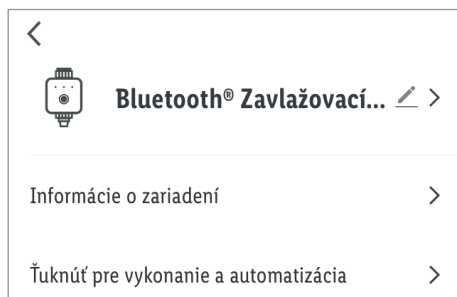 Bluetooth® Zavlažovací...
Informácie o zariadení
Ťuknúť pre vykonanie a automatizácia